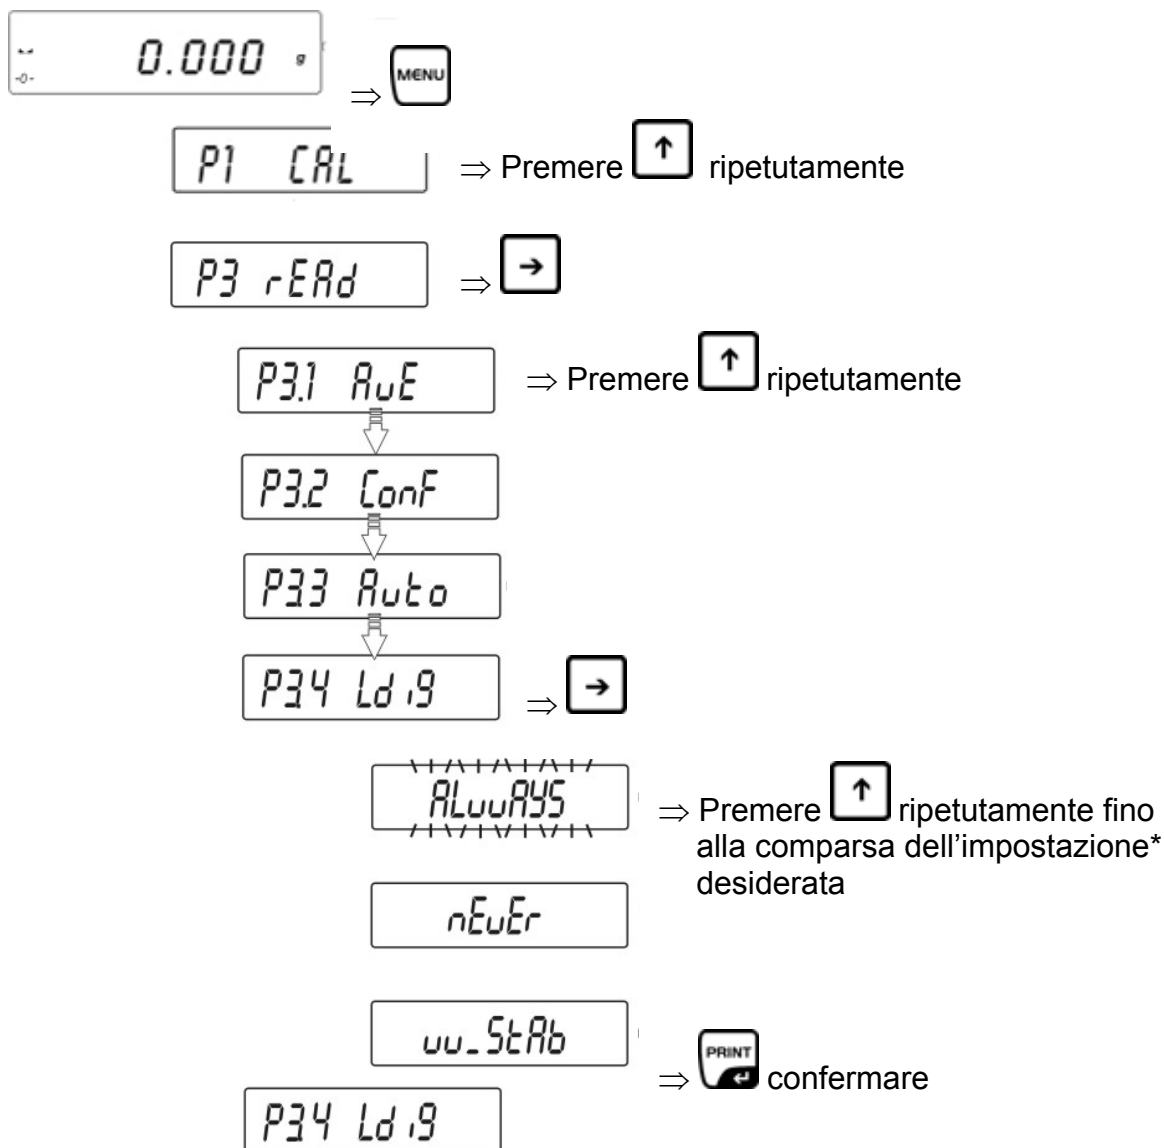 0.000 g
-0-
⇒ MENU
P1 CAL ⇒ Premere ↑ ripetutamente
P3 rEAd ⇒ →
P3.1 AvE ⇒ Premere ↑ ripetutamente
P3.2 ConF
P3.3 Auto
P3.4 Ldig ⇒ →
ALwAYS ⇒ Premere ↑ ripetutamente fino
alla comparsa dell'impostazione*
desiderata
nEvEr
w_StAb
⇒ PRINT confermare
P3.4 Ldig